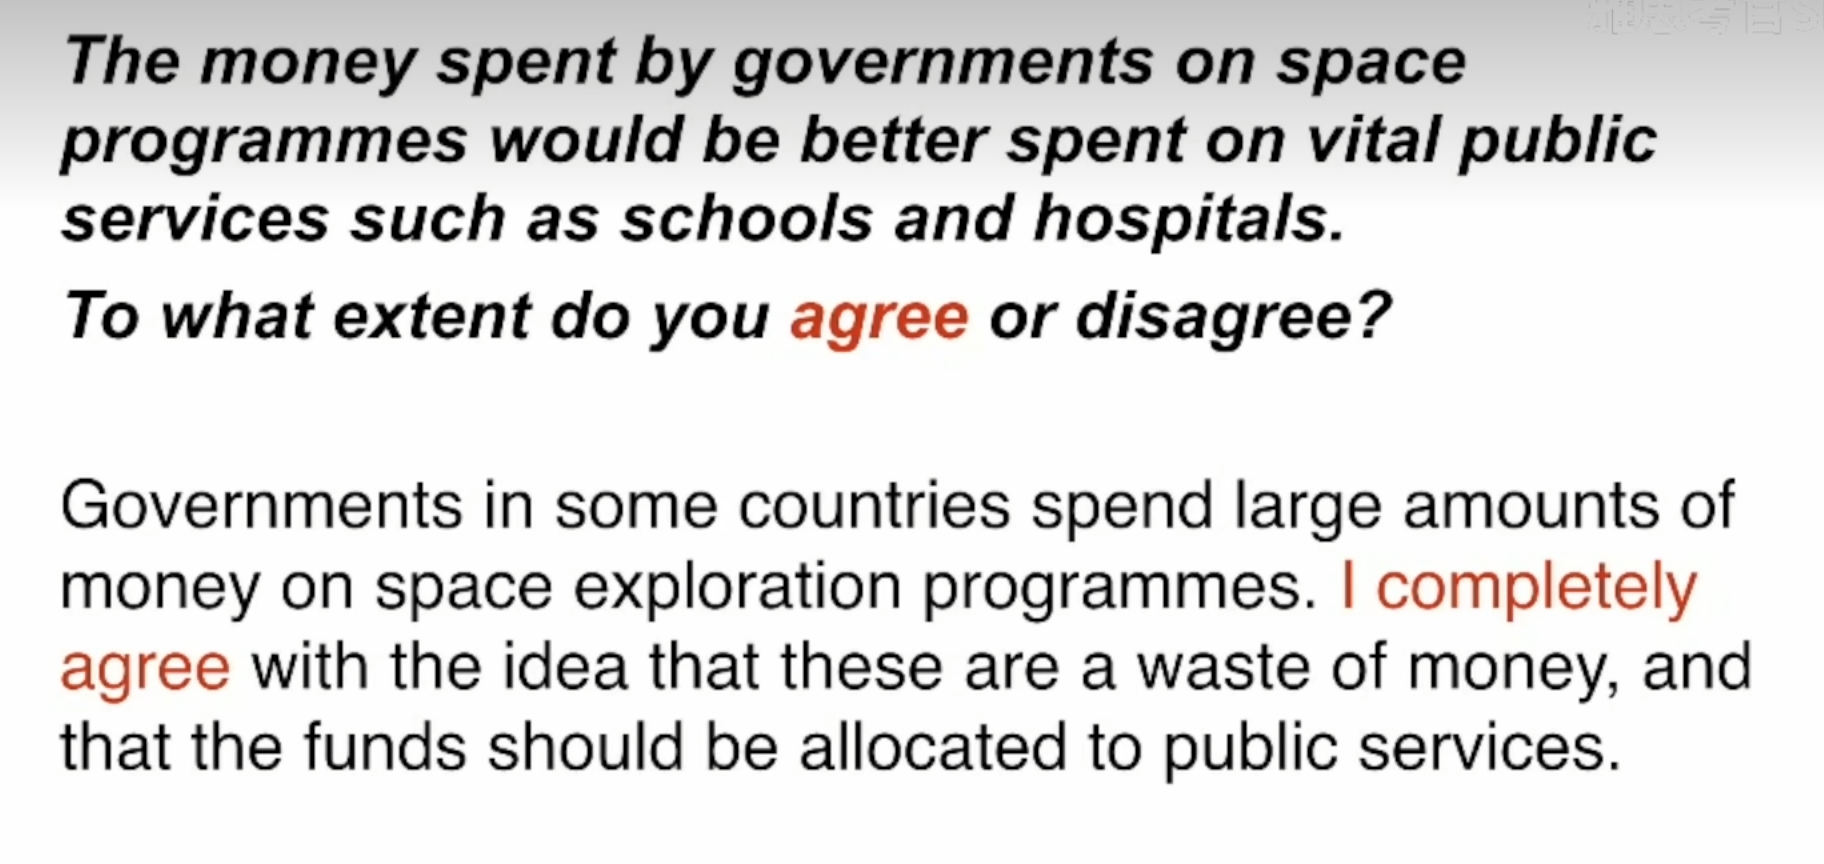 The money spent by governments on space
programmes would be better spent on vital public
services such as schools and hospitals.
To what extent do you agree or disagree?
Governments in some countries spend large amounts of
money on space exploration programmes. I completely
agree with the idea that these are a waste of money, and
that the funds should be allocated to public services.